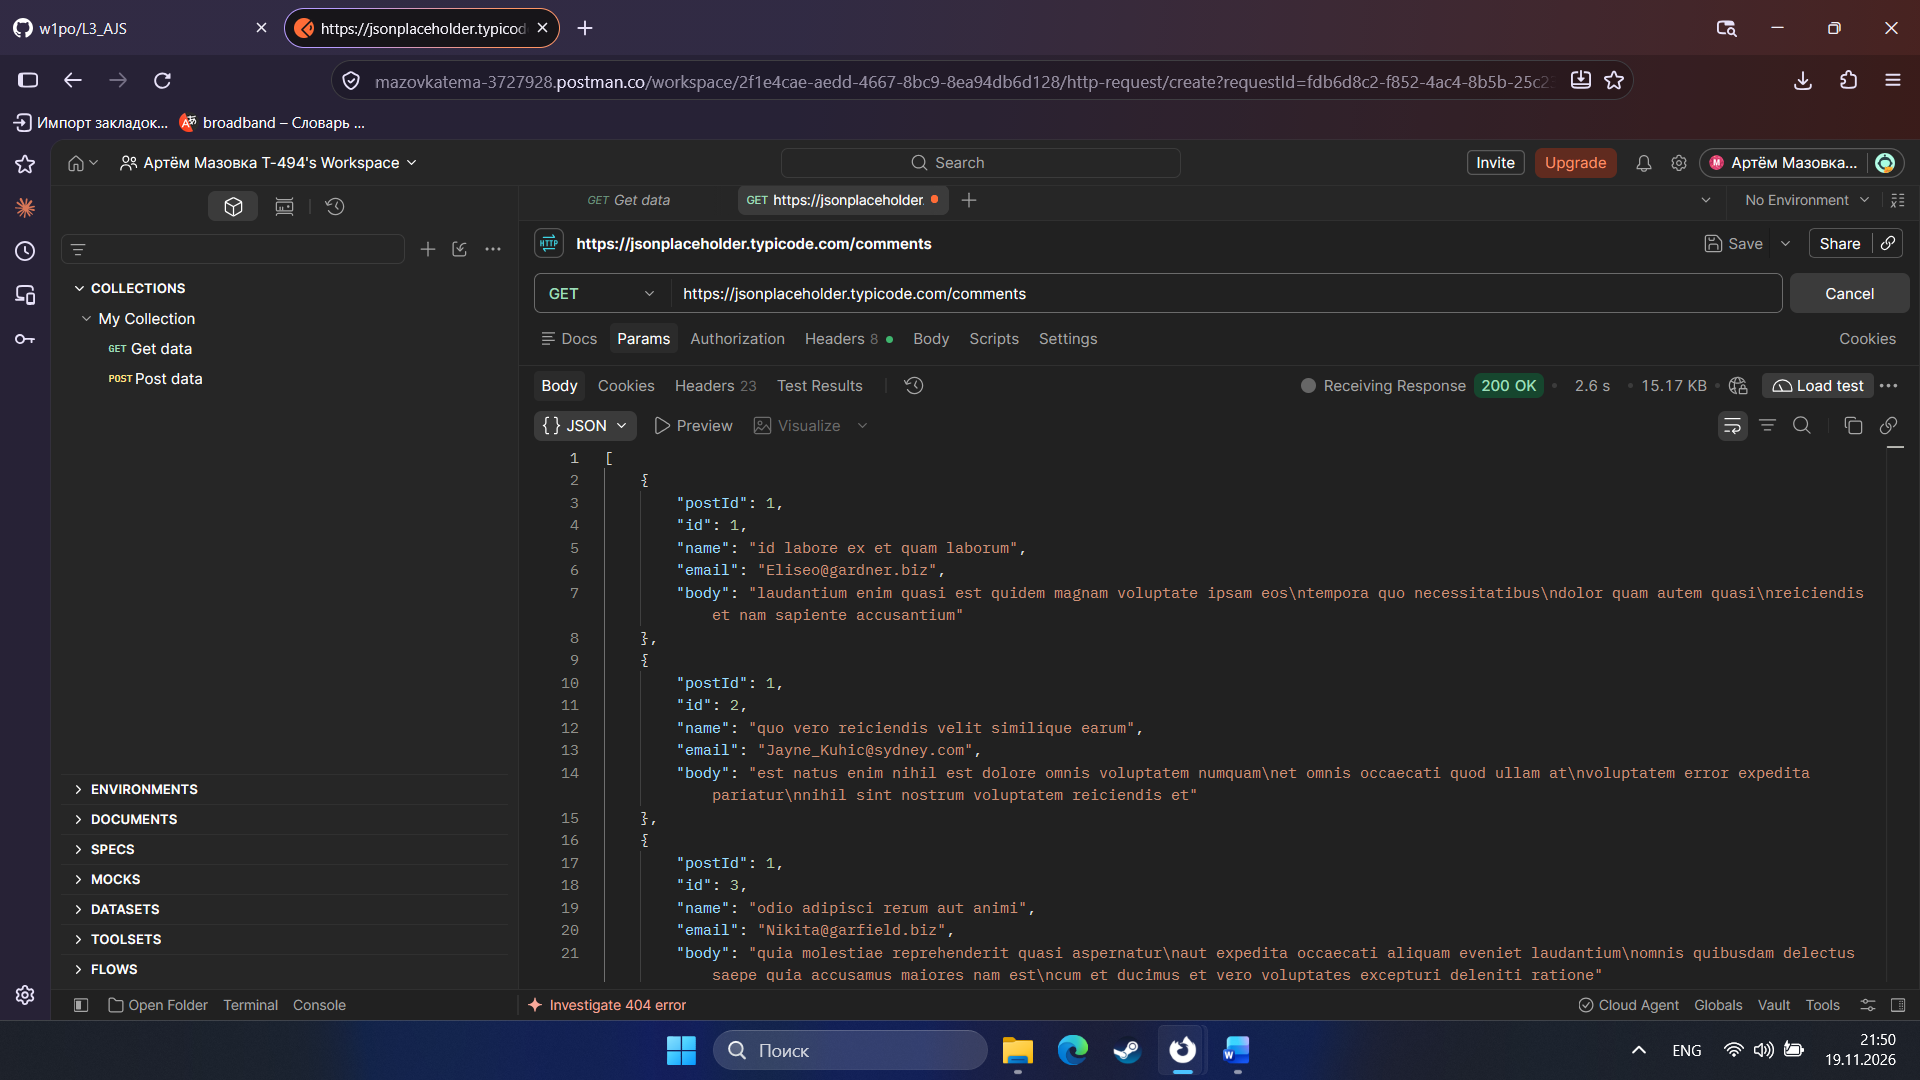 w1po/L3_AJS
https://jsonplaceholder.typicod
mazovkatema-3727928.postman.co/workspace/2f1e4cae-aedd-4667-8bc9-8ea94db6d128/http-request/create?requestId=fdb6d8c2-f852-4ac4-8b5b-25c2
Импорт закладок...
broadband – Словарь ...
Артём Мазовка Т-494's Workspace
Search
Invite
Upgrade
M
Артём Мазовка...
GET Get data
GET https://jsonplaceholder.
No Environment
HTTP
https://jsonplaceholder.typicode.com/comments
Save
Share
COLLECTIONS
My Collection
GET Get data
POST Post data
GET
https://jsonplaceholder.typicode.com/comments
Cancel
Docs
Params
Authorization
Headers 8
Body
Scripts
Settings
Cookies
Body
Cookies
Headers 23
Test Results
Receiving Response
200 OK
2.6 s
15.17 KB
Load test
{} JSON
Preview
Visualize
1 [
2 {
3 "postId": 1,
4 "id": 1,
5 "name": "id labore ex et quam laborum",
6 "email": "Eliseo@gardner.biz",
7 "body": "laudantium enim quasi est quidem magnam voluptate ipsam eos\ntempora quo necessitatibus\ndolor quam autem quasi\nreiciendis
et nam sapiente accusantium"
8 },
9 {
10 "postId": 1,
11 "id": 2,
12 "name": "quo vero reiciendis velit similique earum",
13 "email": "Jayne_Kuhic@sydney.com",
14 "body": "est natus enim nihil est dolore omnis voluptatem numquam\net omnis occaecati quod ullam at\nvoluptatem error expedita
pariatur\nnihil sint nostrum voluptatem reiciendis et"
15 },
16 {
17 "postId": 1,
18 "id": 3,
19 "name": "odio adipisci rerum aut animi",
20 "email": "Nikita@garfield.biz",
21 "body": "quia molestiae reprehenderit quasi aspernatur\naut expedita occaecati aliquam eveniet laudantium\nomnis quibusdam delectus
saepe quia accusamus maiores nam est\ncum et ducimus et vero voluptates excepturi deleniti ratione"
ENVIRONMENTS
DOCUMENTS
SPECS
MOCKS
DATASETS
TOOLSETS
FLOWS
Open Folder
Terminal
Console
Investigate 404 error
Cloud Agent
Globals
Vault
Tools
Поиск
W
ENG
21:50
19.11.2026